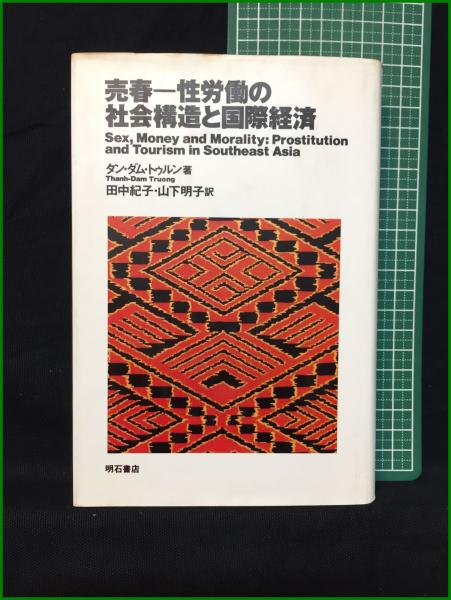 売春―性労働の
社会構造と国際経済
Sex, Money and Morality: Prostitution
and Tourism in Southeast Asia
タン・ダム・トゥルン著
Thanh-Dam Truong
田中紀子・山下明子訳
明石書店